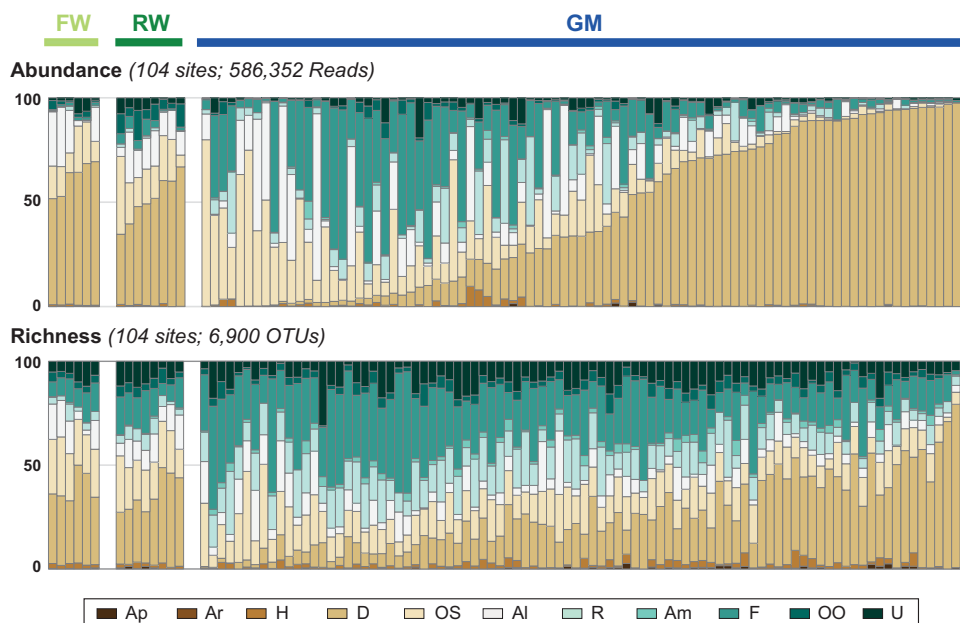 FW RW GM
Abundance (104 sites; 586,352 Reads)
100
50
0
Richness (104 sites; 6,900 OTUs)
100
50
0
Ap Ar H D OS Al R Am F OO U